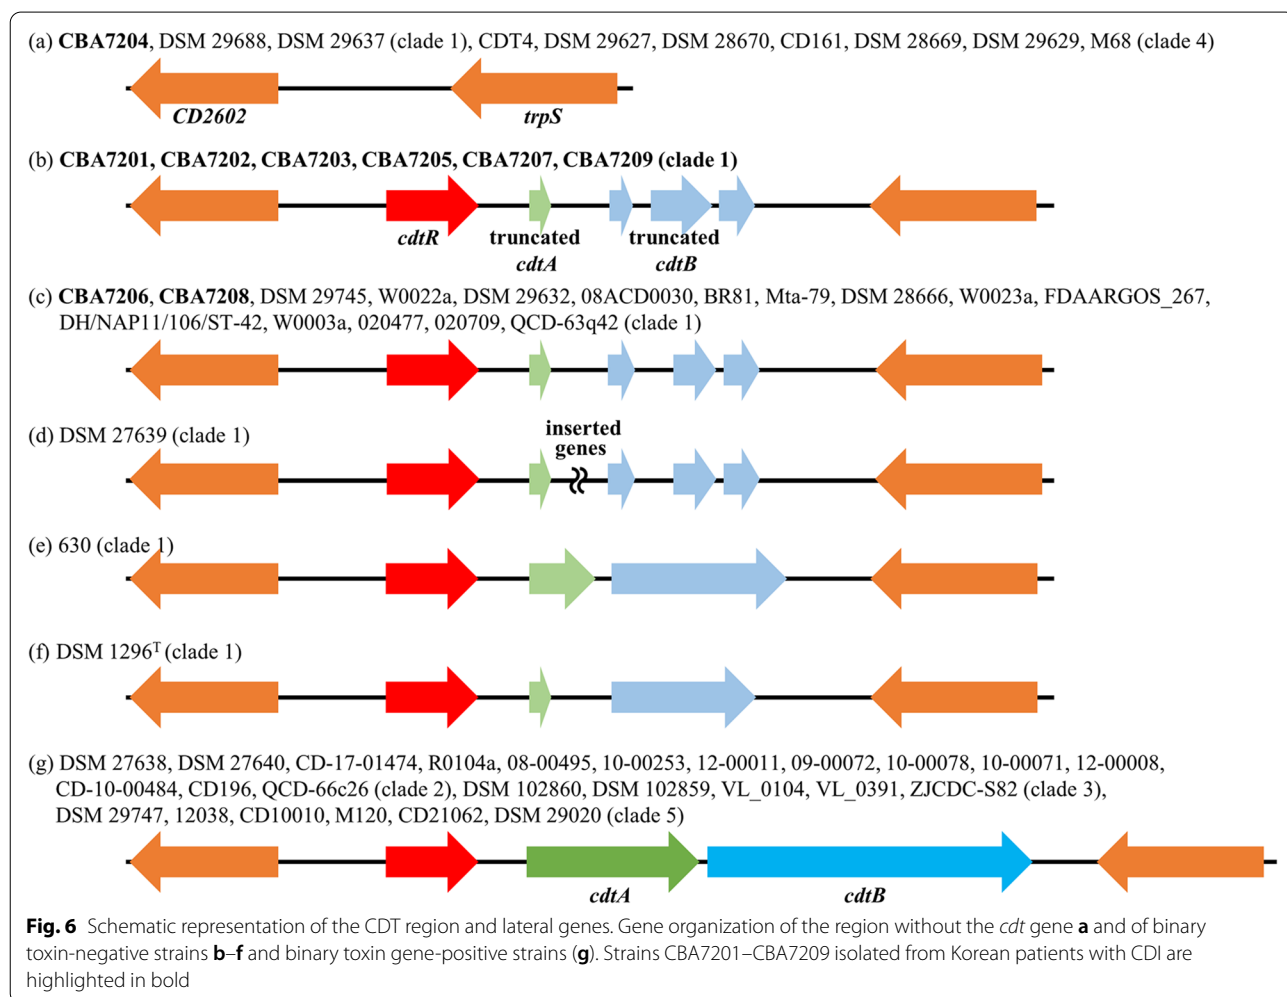 (a) CBA7204, DSM 29688, DSM 29637 (clade 1), CDT4, DSM 29627, DSM 28670, CD161, DSM 28669, DSM 29629, M68 (clade 4)
CD2602 trpS
(b) CBA7201, CBA7202, CBA7203, CBA7205, CBA7207, CBA7209 (clade 1)
cdtR truncated truncated
cdtA cdtB
(c) CBA7206, CBA7208, DSM 29745, W0022a, DSM 29632, 08ACD0030, BR81, Mta-79, DSM 28666, W0023a, FDAARGOS_267,
DH/NAP11/106/ST-42, W0003a, 020477, 020709, QCD-63q42 (clade 1)
(d) DSM 27639 (clade 1)
inserted
genes
(e) 630 (clade 1)
(f) DSM 1296ᵀ (clade 1)
(g) DSM 27638, DSM 27640, CD-17-01474, R0104a, 08-00495, 10-00253, 12-00011, 09-00072, 10-00078, 10-00071, 12-00008,
CD-10-00484, CD196, QCD-66c26 (clade 2), DSM 102860, DSM 102859, VL_0104, VL_0391, ZJCDC-S82 (clade 3),
DSM 29747, 12038, CD10010, M120, CD21062, DSM 29020 (clade 5)
cdtA cdtB
Fig. 6 Schematic representation of the CDT region and lateral genes. Gene organization of the region without the cdt gene a and of binary
toxin-negative strains b–f and binary toxin gene-positive strains (g). Strains CBA7201–CBA7209 isolated from Korean patients with CDI are
highlighted in bold